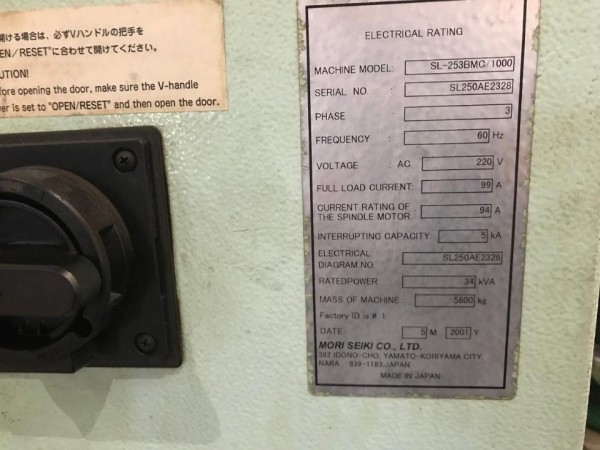 開ける場合は、必ずVハンドルの把手を
EN/RESET"に合わせて開けてください。
UTION!
fore opening the door, make sure the V-handle
er is set to "OPEN/RESET" and then open the door.
ELECTRICAL RATING
MACHINE MODEL: SL-253BMC/1000
SERIAL NO. : SL250AE2328
PHASE : 3
FREQUENCY : 60 Hz
VOLTAGE : AC 220 V
FULL LOAD CURRENT: 99 A
CURRENT RATING OF
THE SPINDLE MOTOR : 94 A
INTERRUPTING CAPACITY: 5 kA
ELECTRICAL
DIAGRAM NO. SL250AE2328
RATEDPOWER 34 kVA
MASS OF MACHINE 5600 kg
Factory ID is # 1
DATE 5 M 2001 Y
MORI SEIKI CO., LTD.
362 IDONO-CHO, YAMATO-KORIYAMA CITY,
NARA 639-1183, JAPAN
MADE IN JAPAN